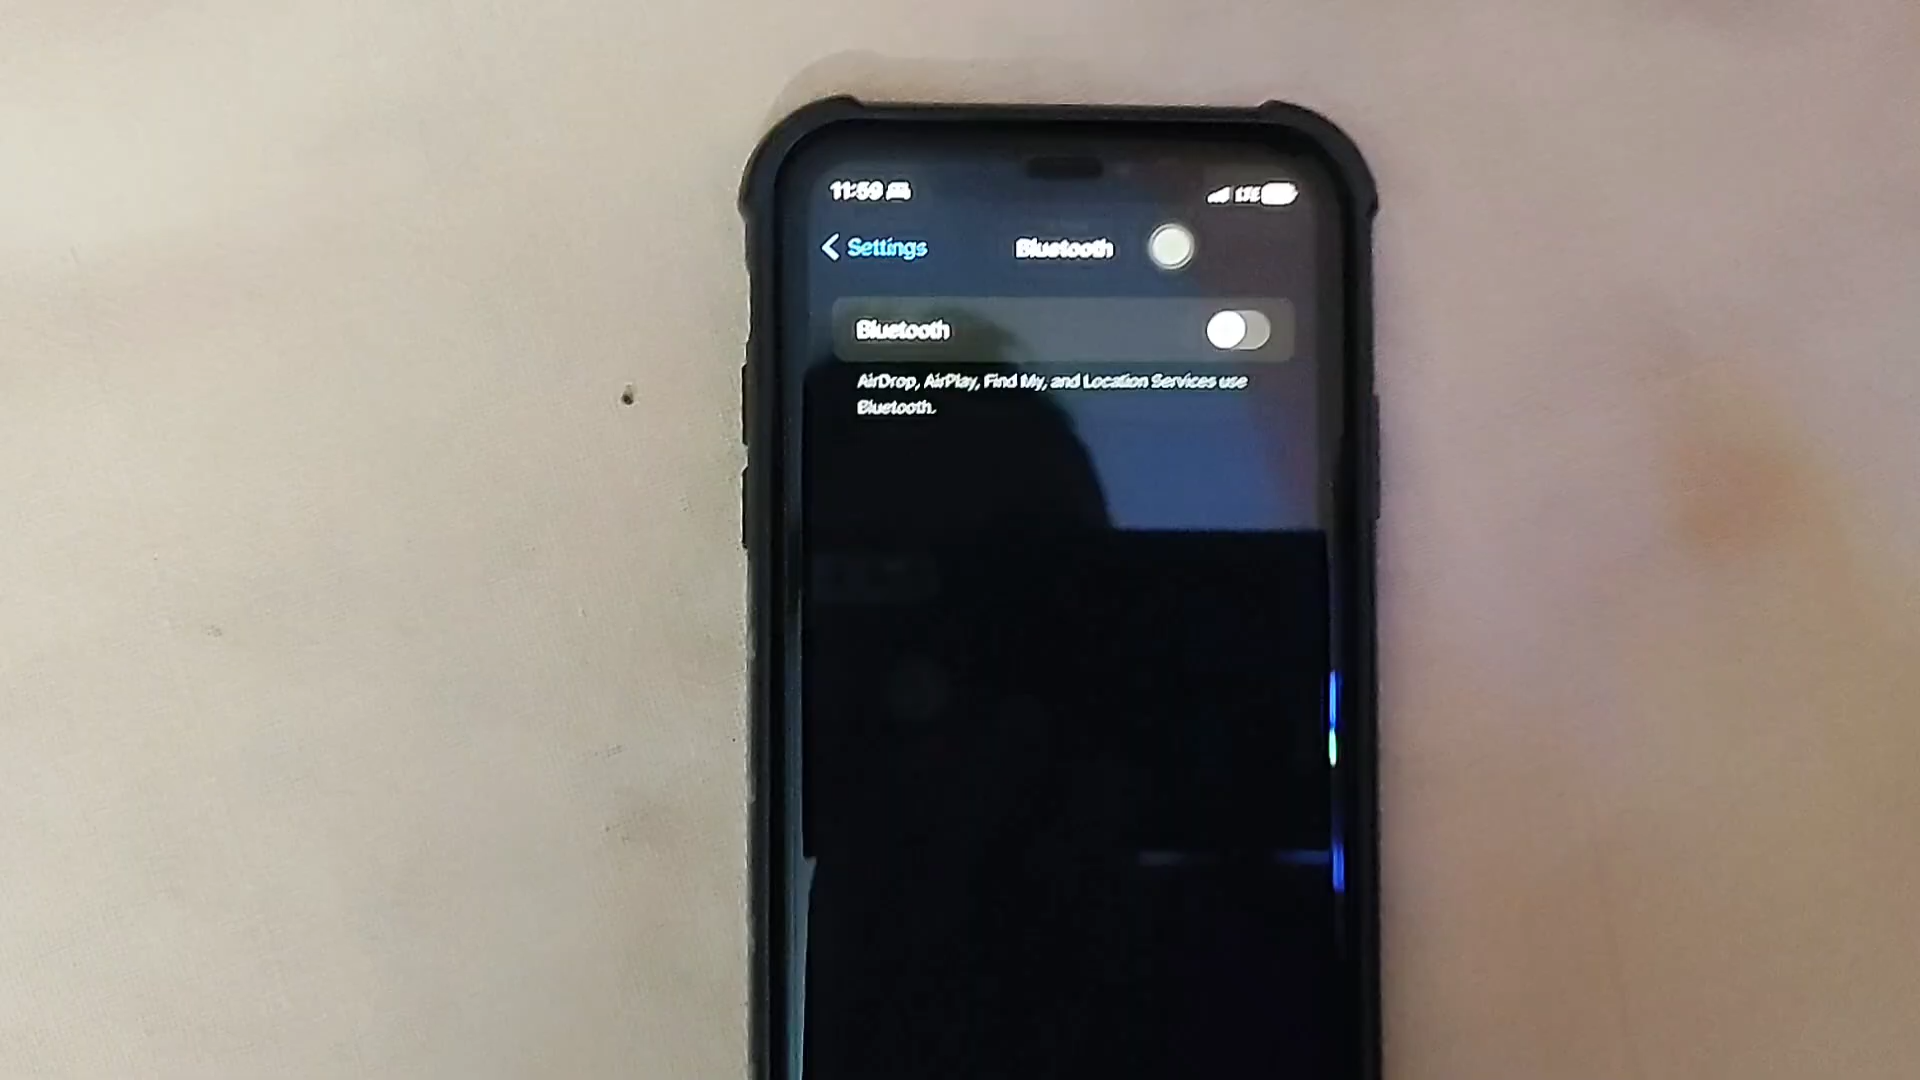 11:59
LTE
Settings
Bluetooth
Bluetooth
AirDrop, AirPlay, Find My, and Location Services use
Bluetooth.